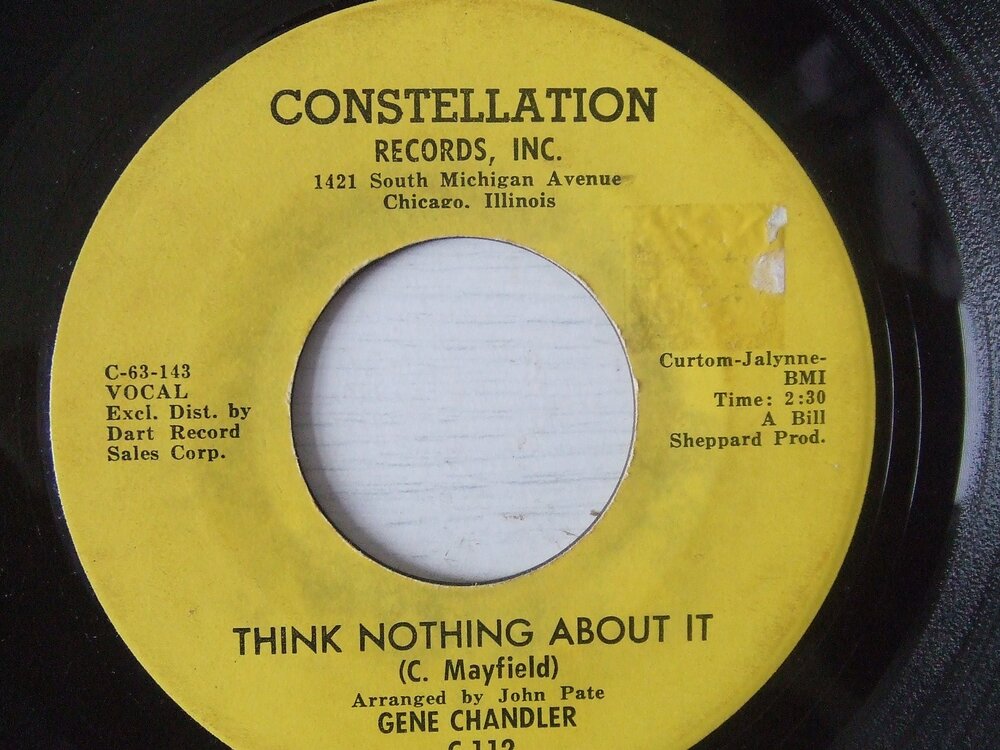 CONSTELLATION
RECORDS, INC.
1421 South Michigan Avenue
Chicago. Illinois
C-63-143
VOCAL
Excl. Dist. by
Dart Record
Sales Corp.
Curtom-Jalynne-
BMI
Time: 2:30
A Bill
Sheppard Prod.
THINK NOTHING ABOUT IT
(C. Mayfield)
Arranged by John Pate
GENE CHANDLER
C-112